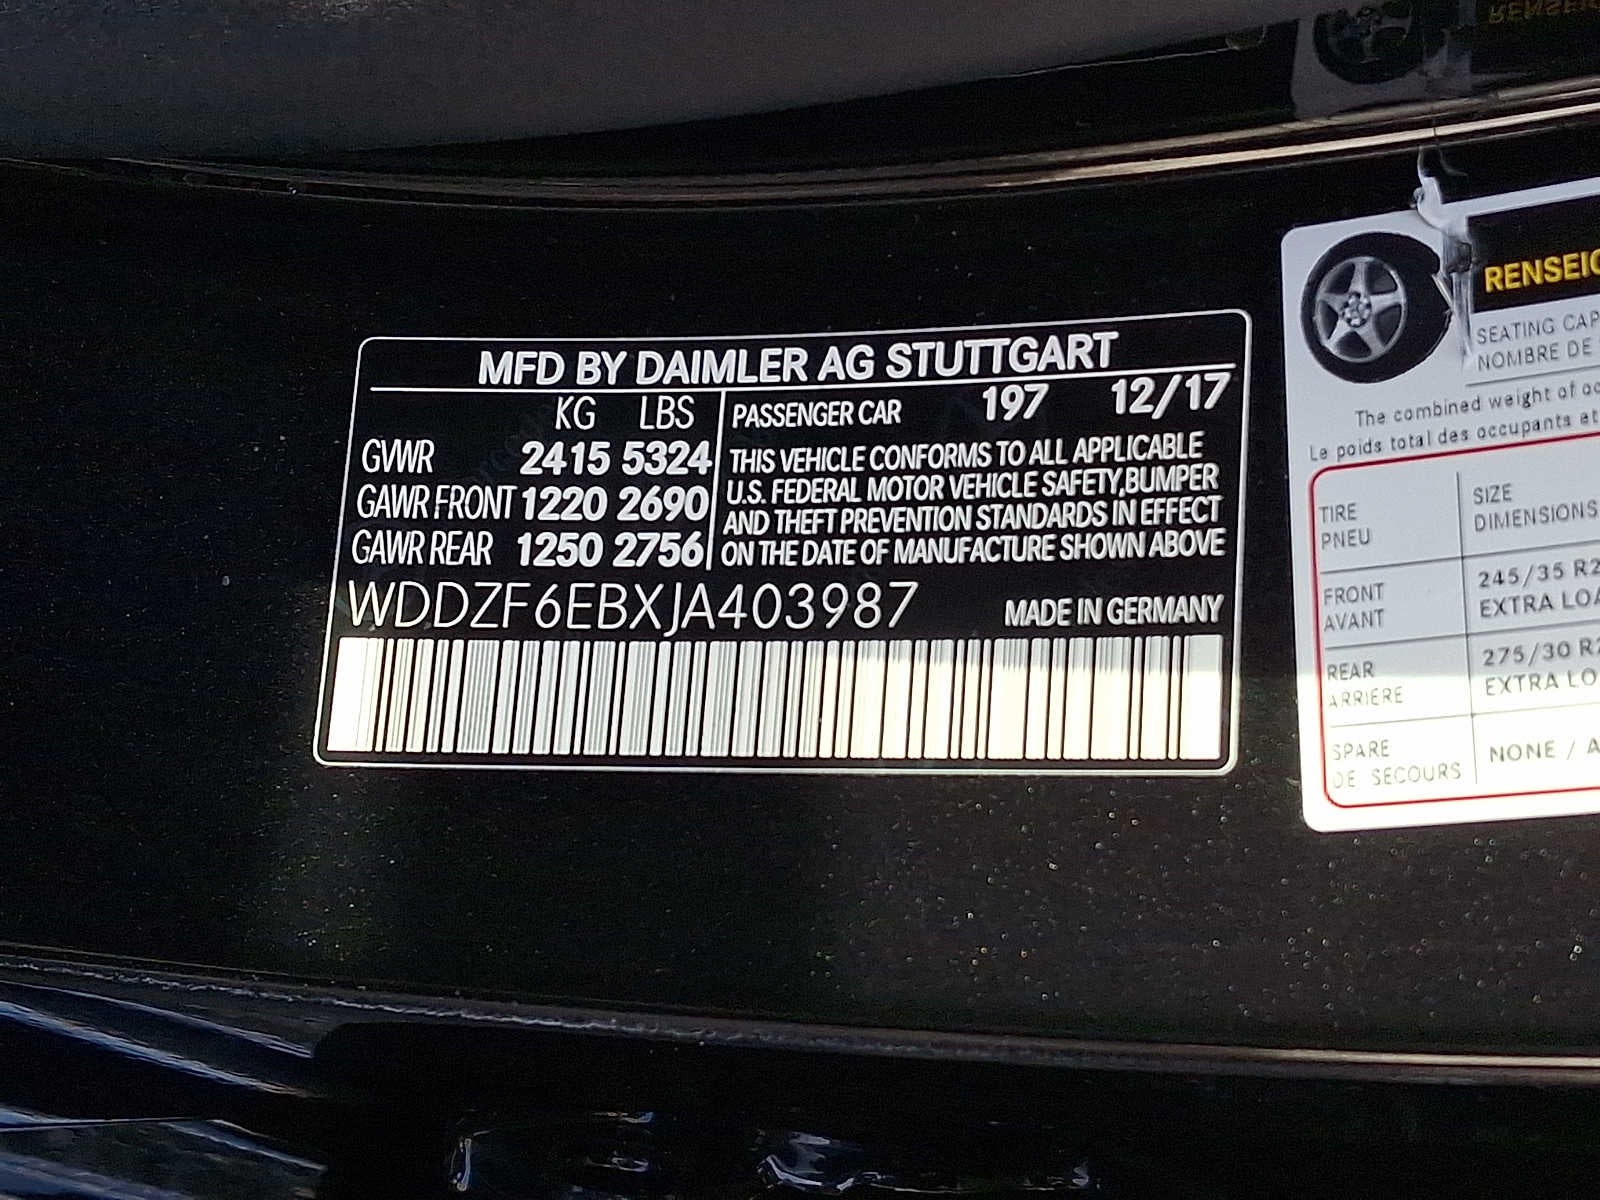 MFD BY DAIMLER AG STUTTGART
KG LBS
GVWR 2415 5324
GAWR FRONT 1220 2690
GAWR REAR 1250 2756
PASSENGER CAR 197 12/17
THIS VEHICLE CONFORMS TO ALL APPLICABLE
U.S. FEDERAL MOTOR VEHICLE SAFETY,BUMPER
AND THEFT PREVENTION STANDARDS IN EFFECT
ON THE DATE OF MANUFACTURE SHOWN ABOVE
WDDZF6EBXJA403987 MADE IN GERMANY
RENSEIG
SEATING CAP
NOMBRE DE
The combined weight of
Le poids total des occupants et
TIRE
PNEU
SIZE
DIMENSIONS
FRONT
AVANT
245/35 R2
EXTRA LOA
REAR
ARRIÈRE
275/30 R2
EXTRA LO
SPARE
DE SECOURS
NONE / A